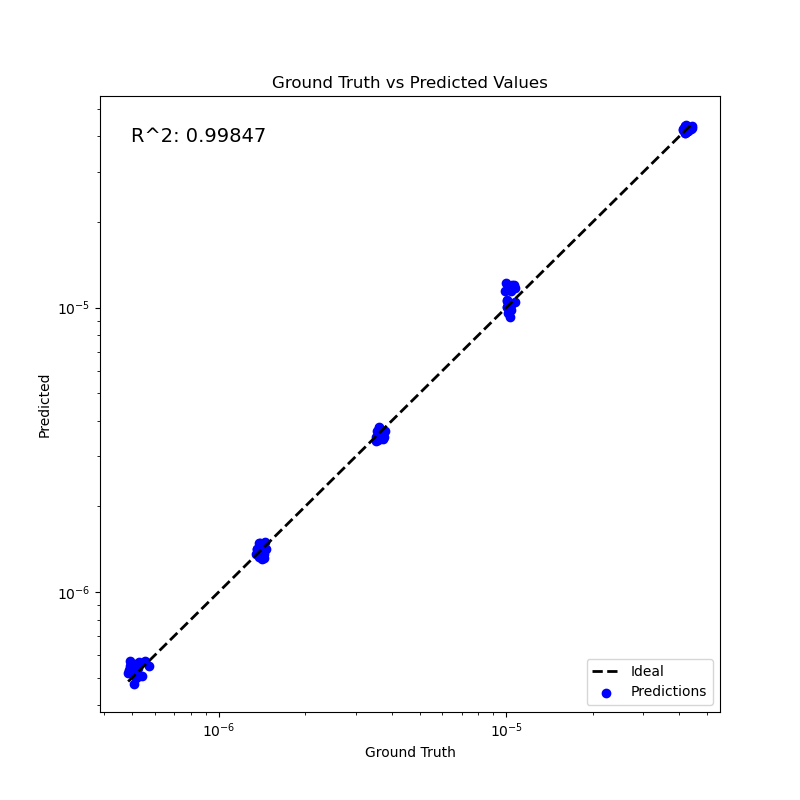 Ground Truth vs Predicted Values
R^2: 0.99847
Predicted
10⁻⁵
10⁻⁶
10⁻⁶ 10⁻⁵
Ground Truth
Ideal
Predictions